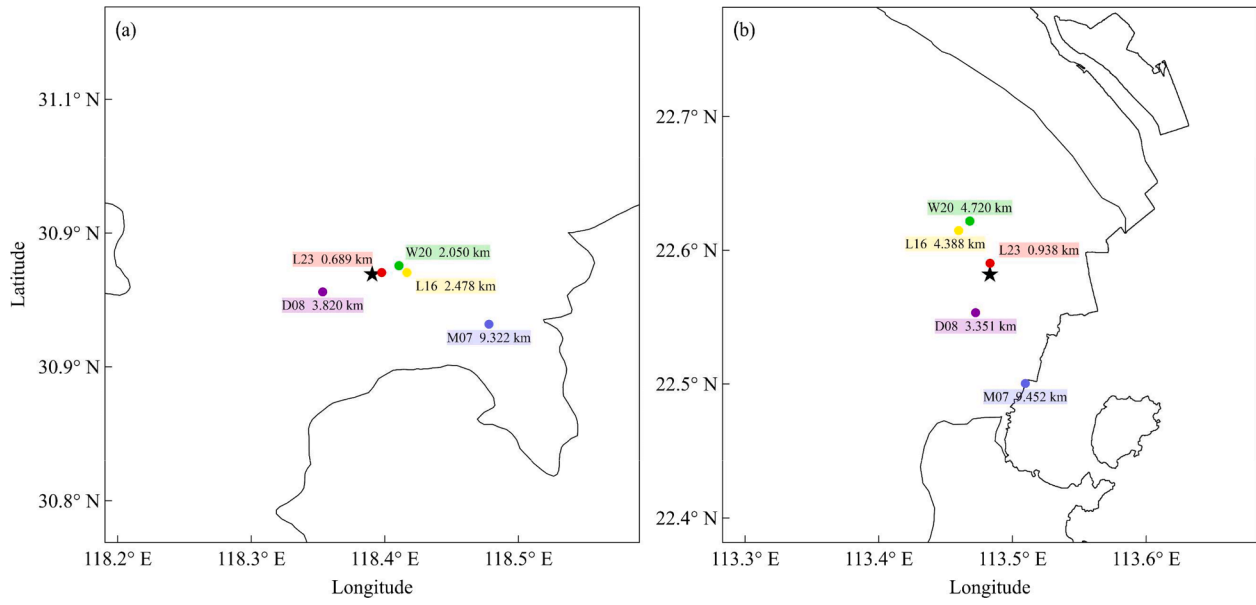 (a)
31.1° N
30.9° N
30.9° N
30.8° N
Latitude
L23 0.689 km
W20 2.050 km
L16 2.478 km
D08 3.820 km
M07 9.322 km
118.2° E
118.3° E
118.4° E
118.5° E
Longitude
(b)
22.7° N
22.6° N
22.5° N
22.4° N
W20 4.720 km
L16 4.388 km
L23 0.938 km
D08 3.351 km
M07 9.452 km
113.3° E
113.4° E
113.5° E
113.6° E
Longitude